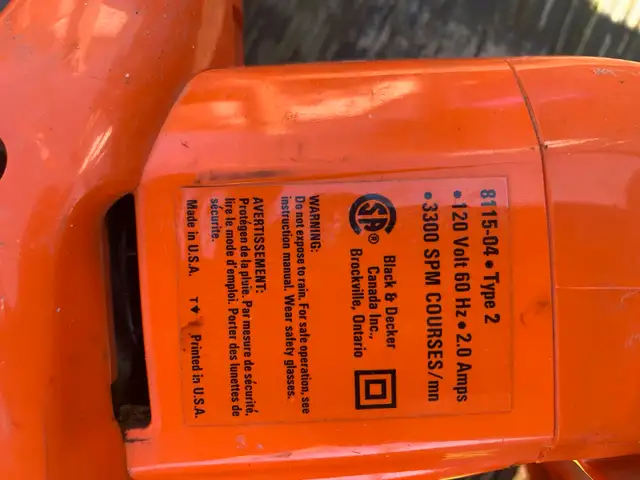 8115-04 • Type 2
• 120 Volt 60 Hz • 2.0 Amps
• 3300 SPM COURSES/mn
SP®
Black & Decker
Canada Inc.,
Brockville, Ontario
WARNING:
Do not expose to rain. For safe operation, see
instruction manual. Wear safety glasses.
AVERTISSEMENT:
Protégen de la pluie. Par mesure de sécurité,
lire le mode d'emploi. Porter des lunettes de
sécurité.
Made in U.S.A. T♥ Printed in U.S.A.